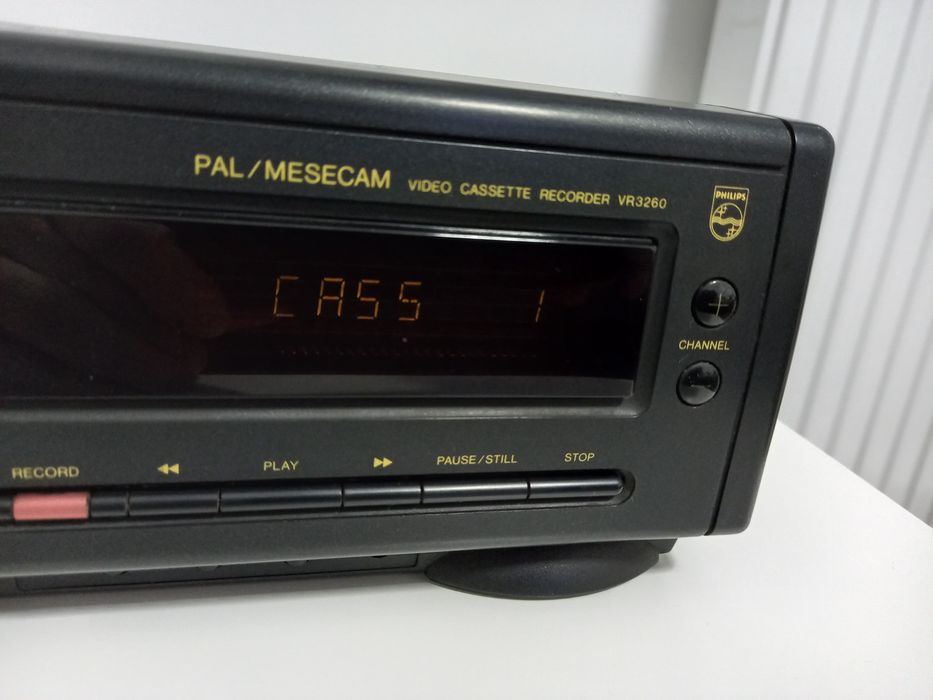 PAL/MESECAM VIDEO CASSETTE RECORDER VR3260
PHILIPS
CASS 1
+
CHANNEL
-
RECORD ◀◀ PLAY ▶▶ PAUSE/STILL STOP